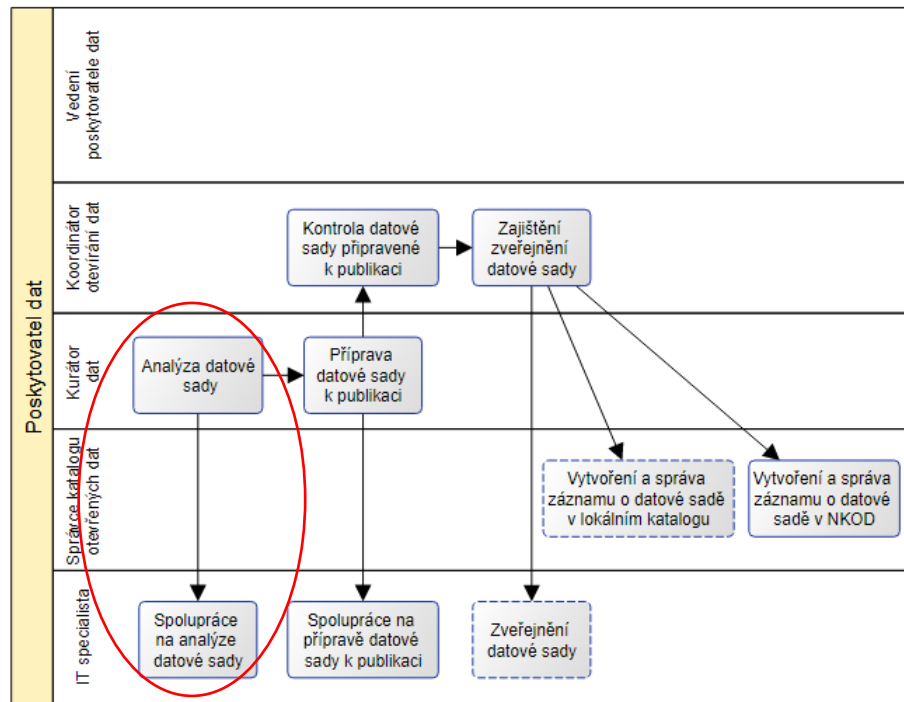 Poskytovatel dat
Vedení
poskytovatele dat
Koordinátor
otevírání dat
Kontrola datové
sady připravené
k publikaci
Zajištění
zveřejnění
datové sady
Kurátor
dat
Analýza datové
sady
Příprava
datové sady
k publikaci
Správce katalogu
otevřených dat
Vytvoření a správa
záznamu o datové sadě
v lokálním katalogu
Vytvoření a správa
záznamu o datové
sadě v NKOD
IT specialista
Spolupráce
na analýze
datové sady
Spolupráce na
přípravě datové
sady k publikaci
Zveřejnění
datové sady